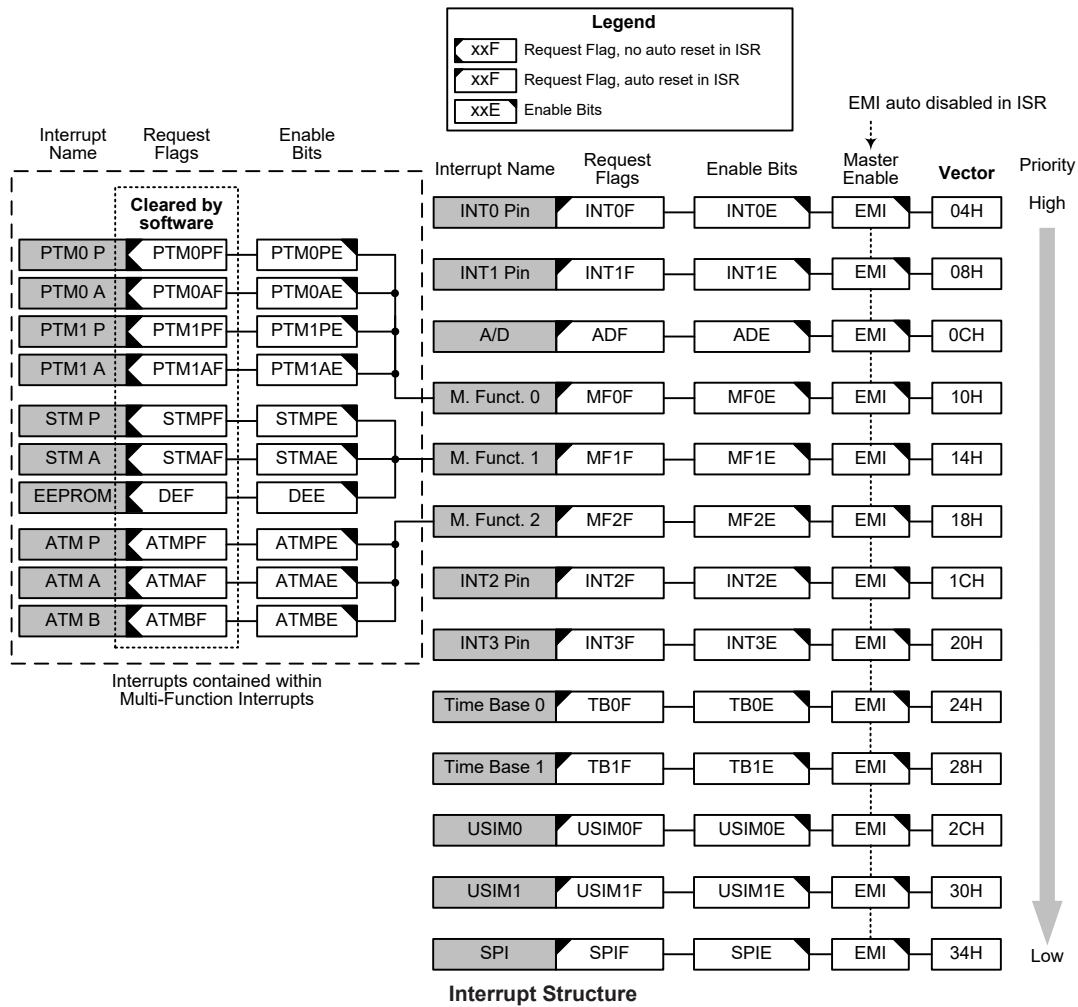 Legend
xxF Request Flag, no auto reset in ISR
xxF Request Flag, auto reset in ISR
xxE Enable Bits
EMI auto disabled in ISR
Interrupt Name
Request Flags
Enable Bits
Cleared by software
PTM0 P PTM0PF PTM0PE
PTM0 A PTM0AF PTM0AE
PTM1 P PTM1PF PTM1PE
PTM1 A PTM1AF PTM1AE
STM P STMPF STMPE
STM A STMAF STMAE
EEPROM DEF DEE
ATM P ATMPF ATMPE
ATM A ATMAF ATMAE
ATM B ATMBF ATMBE
Interrupts contained within
Multi-Function Interrupts
Interrupt Name
Request Flags
Enable Bits
Master Enable
Vector
Priority
INT0 Pin INT0F INT0E EMI 04H High
INT1 Pin INT1F INT1E EMI 08H
A/D ADF ADE EMI 0CH
M. Funct. 0 MF0F MF0E EMI 10H
M. Funct. 1 MF1F MF1E EMI 14H
M. Funct. 2 MF2F MF2E EMI 18H
INT2 Pin INT2F INT2E EMI 1CH
INT3 Pin INT3F INT3E EMI 20H
Time Base 0 TB0F TB0E EMI 24H
Time Base 1 TB1F TB1E EMI 28H
USIM0 USIM0F USIM0E EMI 2CH
USIM1 USIM1F USIM1E EMI 30H
SPI SPIF SPIE EMI 34H Low
Interrupt Structure